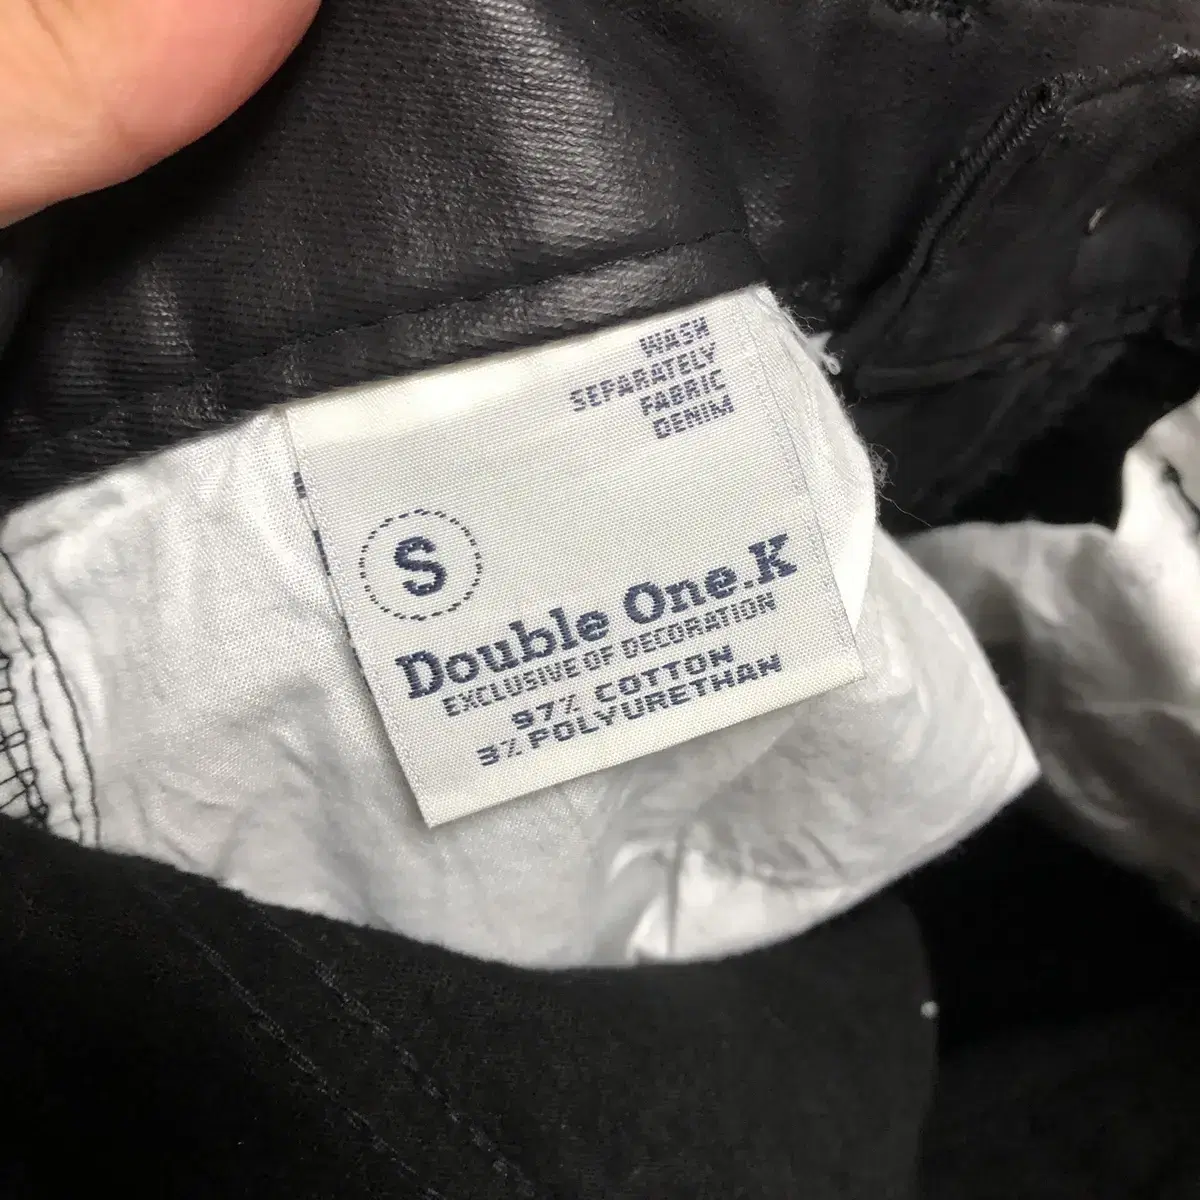 WASH
SEPARATELY
FABRIC
DENIM
S
Double One.K
EXCLUSIVE OF DECORATION
97% COTTON
3% POLYURETHAN